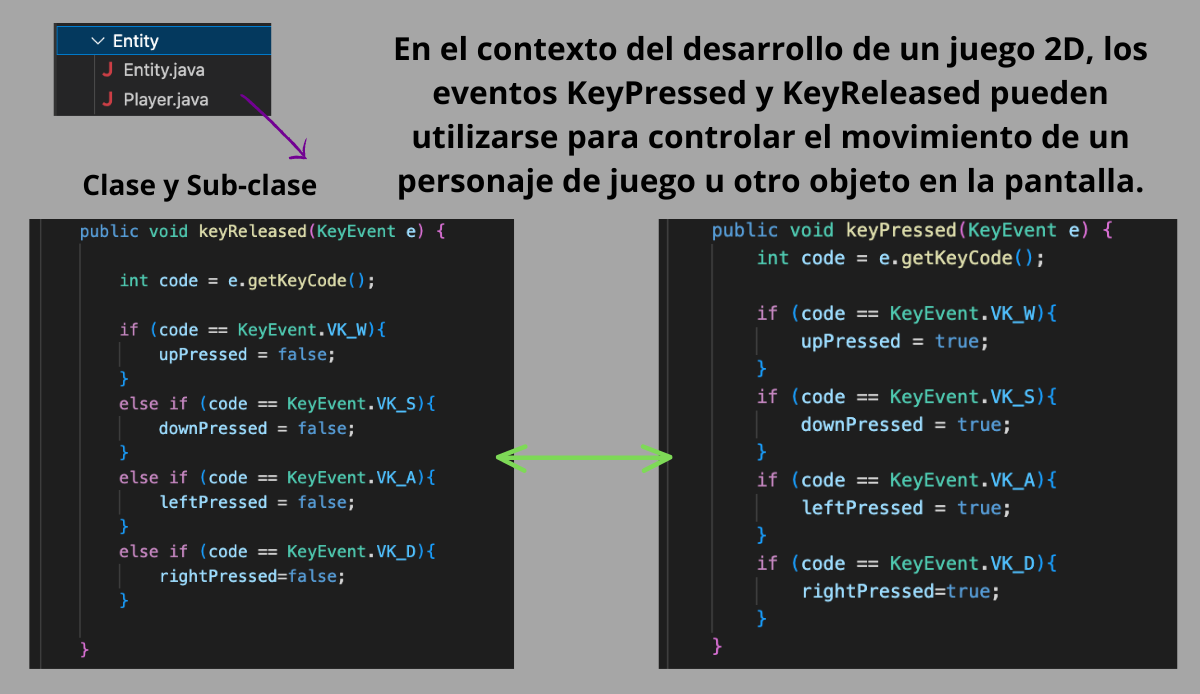 Entity
J Entity.java
J Player.java
En el contexto del desarrollo de un juego 2D, los
eventos KeyPressed y KeyReleased pueden
utilizarse para controlar el movimiento de un
personaje de juego u otro objeto en la pantalla.
Clase y Sub-clase
public void keyReleased(KeyEvent e) {
int code = e.getKeyCode();
if (code == KeyEvent.VK_W){
upPressed = false;
}
else if (code == KeyEvent.VK_S){
downPressed = false;
}
else if (code == KeyEvent.VK_A){
leftPressed = false;
}
else if (code == KeyEvent.VK_D){
rightPressed=false;
}
}
public void keyPressed(KeyEvent e) {
int code = e.getKeyCode();
if (code == KeyEvent.VK_W){
upPressed = true;
}
if (code == KeyEvent.VK_S){
downPressed = true;
}
if (code == KeyEvent.VK_A){
leftPressed = true;
}
if (code == KeyEvent.VK_D){
rightPressed=true;
}
}